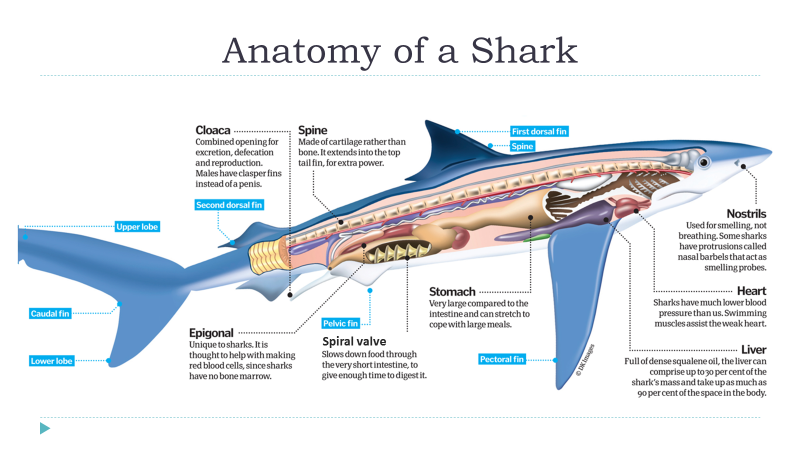 Anatomy of a Shark
Cloaca
Combined opening for
excretion, defecation
and reproduction.
Males have clasper fins
instead of a penis.
Spine
Made of cartilage rather than
bone. It extends into the top
tail fin, for extra power.
First dorsal fin
Spine
Second dorsal fin
Upper lobe
Nostrils
Used for smelling, not
breathing. Some sharks
have protrusions called
nasal barbels that act as
smelling probes.
Caudal fin
Lower lobe
Epigonal
Unique to sharks. It is
thought to help with making
red blood cells, since sharks
have no bone marrow.
Pelvic fin
Spiral valve
Slows down food through
the very short intestine, to
give enough time to digest it.
Stomach
Very large compared to the
intestine and can stretch to
cope with large meals.
Pectoral fin
© DK Images
Heart
Sharks have much lower blood
pressure than us. Swimming
muscles assist the weak heart.
Liver
Full of dense squalene oil, the liver can
comprise up to 30 per cent of the
shark's mass and take up as much as
90 per cent of the space in the body.